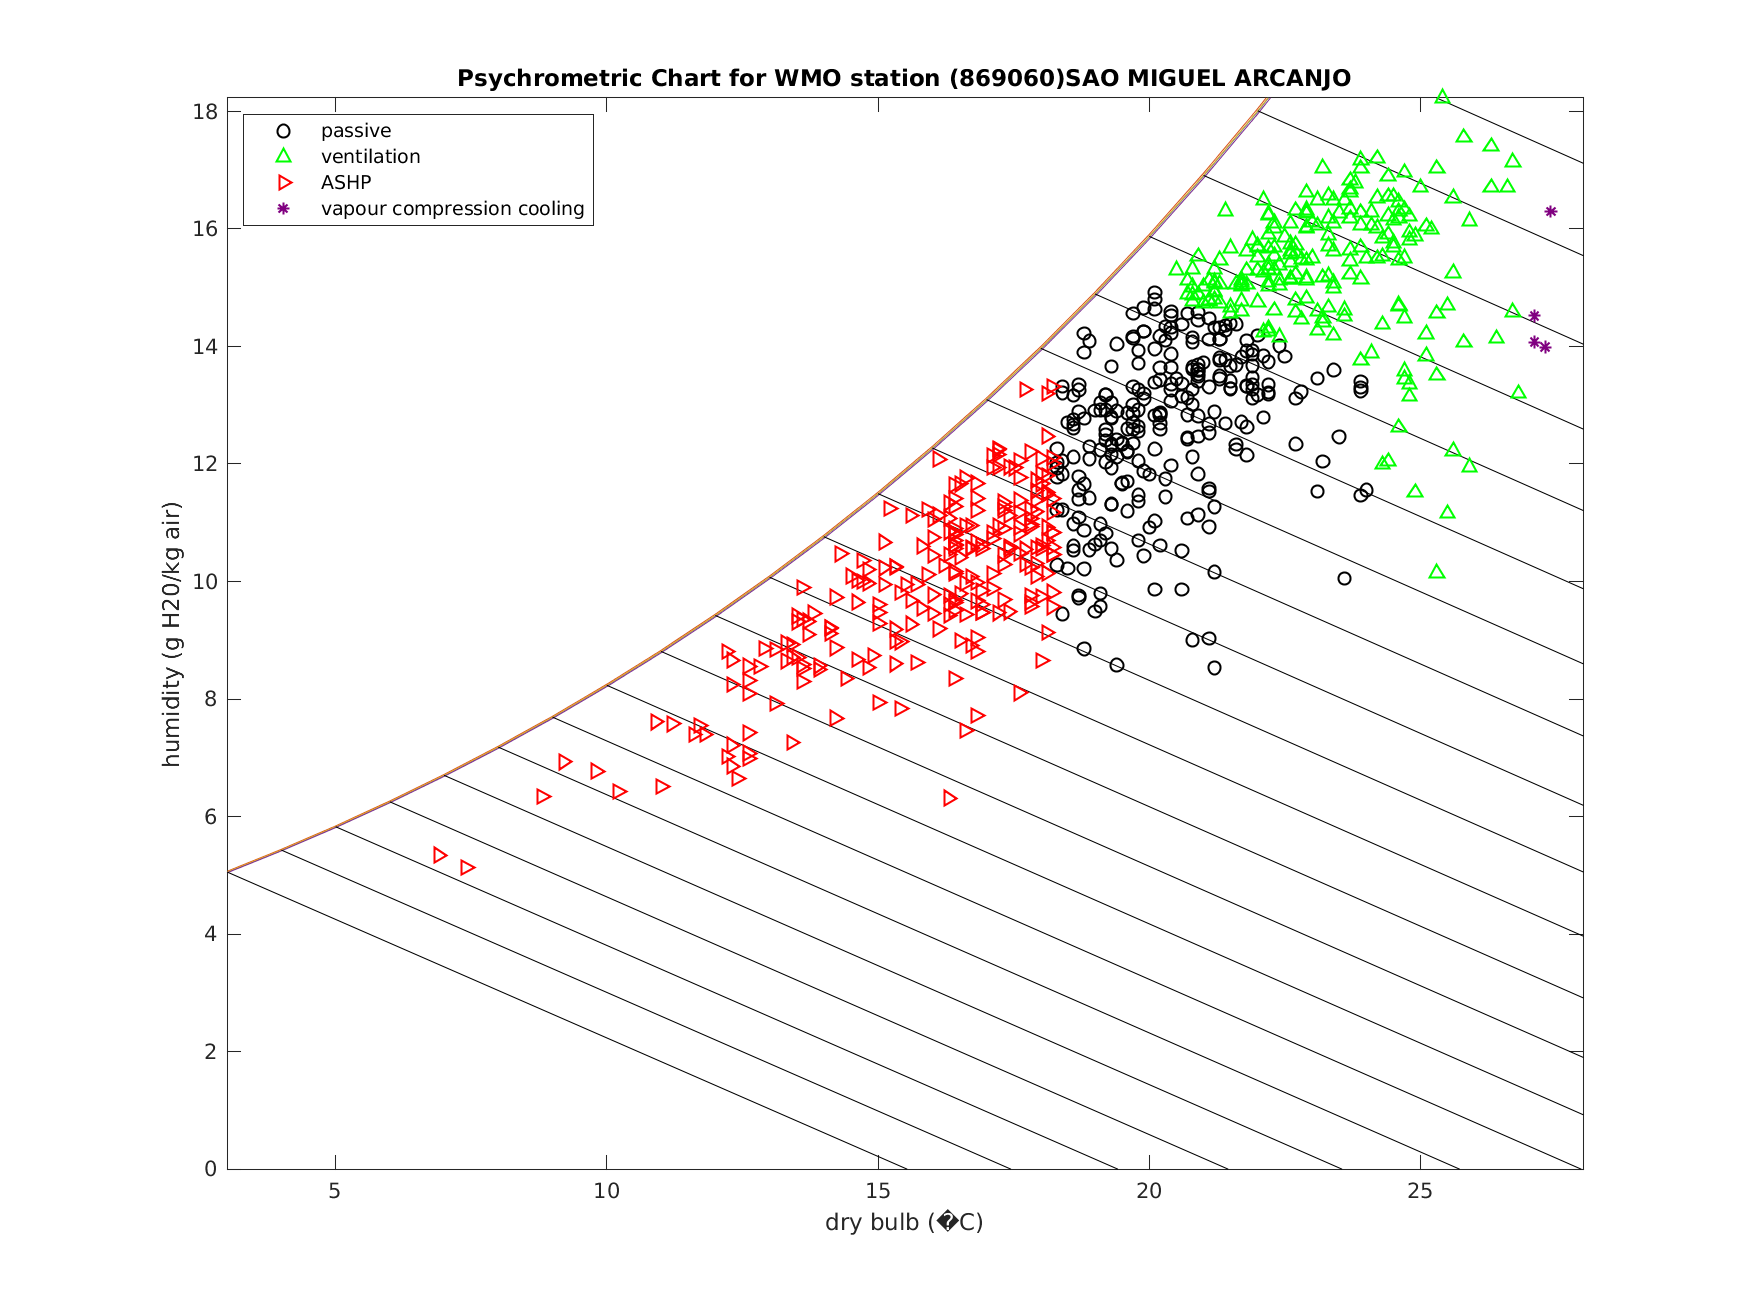 Psychrometric Chart for WMO station (869060)SAO MIGUEL ARCANJO
passive
ventilation
ASHP
vapour compression cooling
humidity (g H20/kg air)
18
16
14
12
10
8
6
4
2
0
5
10
15
20
25
dry bulb (�C)